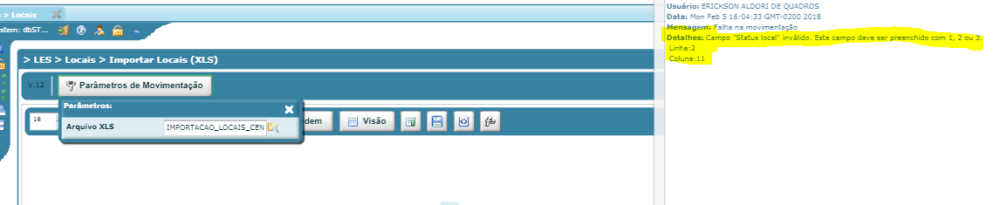 s > Locais
stem: dbST...
> LES > Locais > Importar Locais (XLS)
V.12
Parâmetros de Movimentação
Parâmetros:
16
rdem
Visão
Arquivo XLS
IMPORTACAO_LOCAIS_CEN
Usuário: ERICKSON ALDORI DE QUADROS
Data: Mon Feb 5 16:04:33 GMT-0200 2018
Mensagem: Falha na movimentação
Detalhes: Campo "Status local" inválido. Este campo deve ser preenchido com 1, 2 ou 3.
Linha:2
Coluna:11